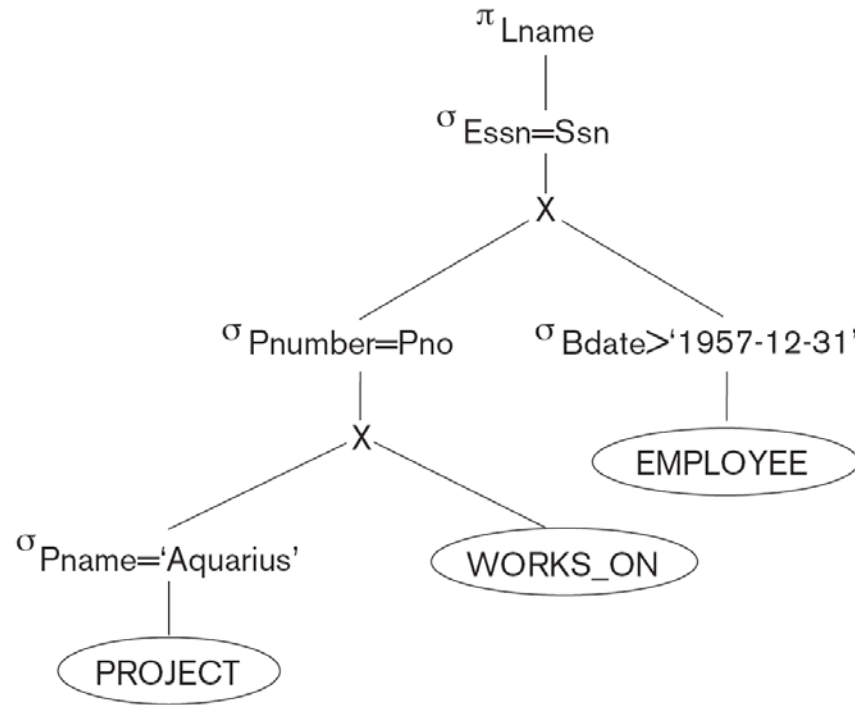 π Lname
σ Essn=Ssn
X
σ Pnumber=Pno
σ Bdate>‘1957-12-31’
X
EMPLOYEE
σ Pname=‘Aquarius’
WORKS_ON
PROJECT